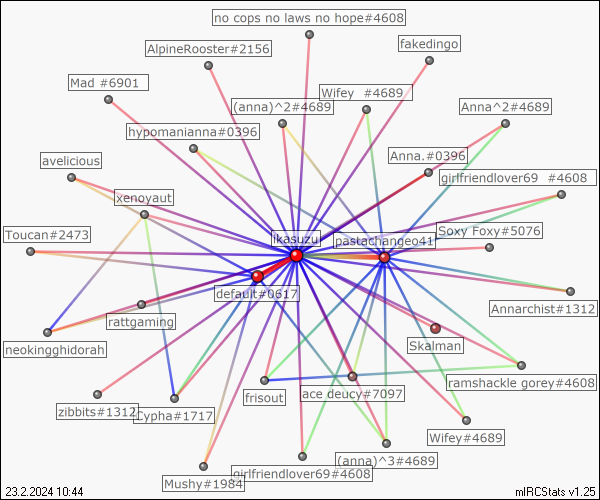 no cops no laws no hope#4608
AlpineRooster#2156
fakedingo
Mad #6901
(anna)^2#4689
Wifey #4689
Anna^2#4689
hypomanianna#0396
avelicious
Anna.#0396
girlfriendlover69 #4608
xenoyaut
Toucan#2473
ikasuzu
pastachangeo41
Soxy Foxy#5076
default#0617
rattgaming
Annarchist#1312
neokingghidorah
Skalman
zibbits#1312
Cypha#1717
frisout
ace deucy#7097
ramshackle gorey#4608
Wifey#4689
(anna)^3#4689
girlfriendlover69#4608
Mushy#1984
23.2.2024 10:44
mIRCStats v1.25